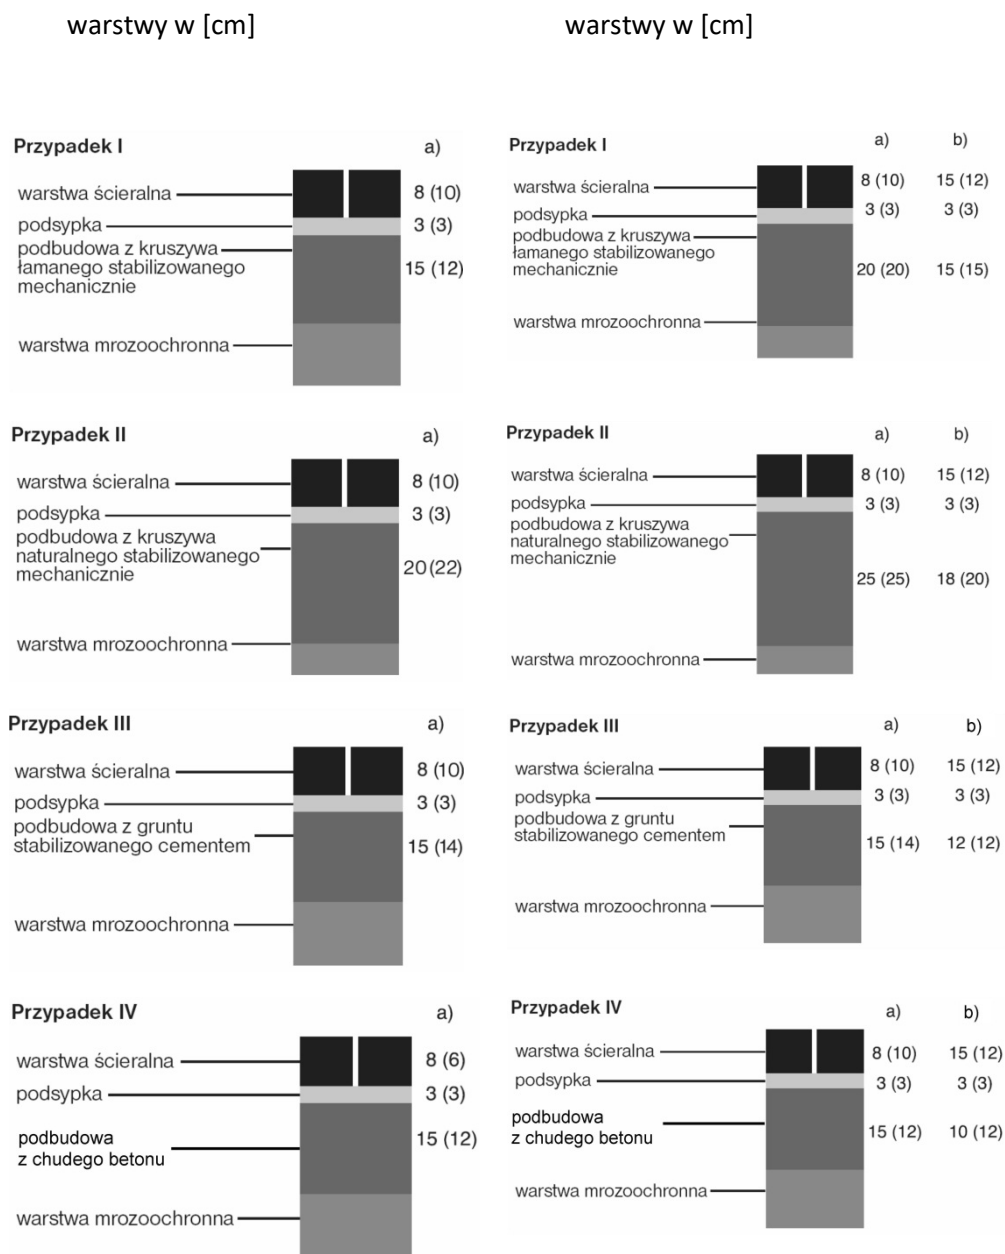 warstwy w [cm]
warstwy w [cm]
Przypadek I
a)
warstwa ścieralna
8 (10)
podsypka
3 (3)
podbudowa z kruszywa
łamanego stabilizowanego
mechanicznie
15 (12)
warstwa mrozoochronna
Przypadek I
a) b)
warstwa ścieralna
8 (10) 15 (12)
podsypka
3 (3) 3 (3)
podbudowa z kruszywa
łamanego stabilizowanego
mechanicznie
20 (20) 15 (15)
warstwa mrozoochronna
Przypadek II
a)
warstwa ścieralna
8 (10)
podsypka
3 (3)
podbudowa z kruszywa
naturalnego stabilizowanego
mechanicznie
20 (22)
warstwa mrozoochronna
Przypadek II
a) b)
warstwa ścieralna
8 (10) 15 (12)
podsypka
3 (3) 3 (3)
podbudowa z kruszywa
naturalnego stabilizowanego
mechanicznie
25 (25) 18 (20)
warstwa mrozoochronna
Przypadek III
a)
warstwa ścieralna
8 (10)
podsypka
3 (3)
podbudowa z gruntu
stabilizowanego cementem
15 (14)
warstwa mrozoochronna
Przypadek III
a) b)
warstwa ścieralna
8 (10) 15 (12)
podsypka
3 (3) 3 (3)
podbudowa z gruntu
stabilizowanego cementem
15 (14) 12 (12)
warstwa mrozoochronna
Przypadek IV
a)
warstwa ścieralna
8 (6)
podsypka
3 (3)
podbudowa
z chudego betonu
15 (12)
warstwa mrozoochronna
Przypadek IV
a) b)
warstwa ścieralna
8 (10) 15 (12)
podsypka
3 (3) 3 (3)
podbudowa
z chudego betonu
15 (12) 10 (12)
warstwa mrozoochronna